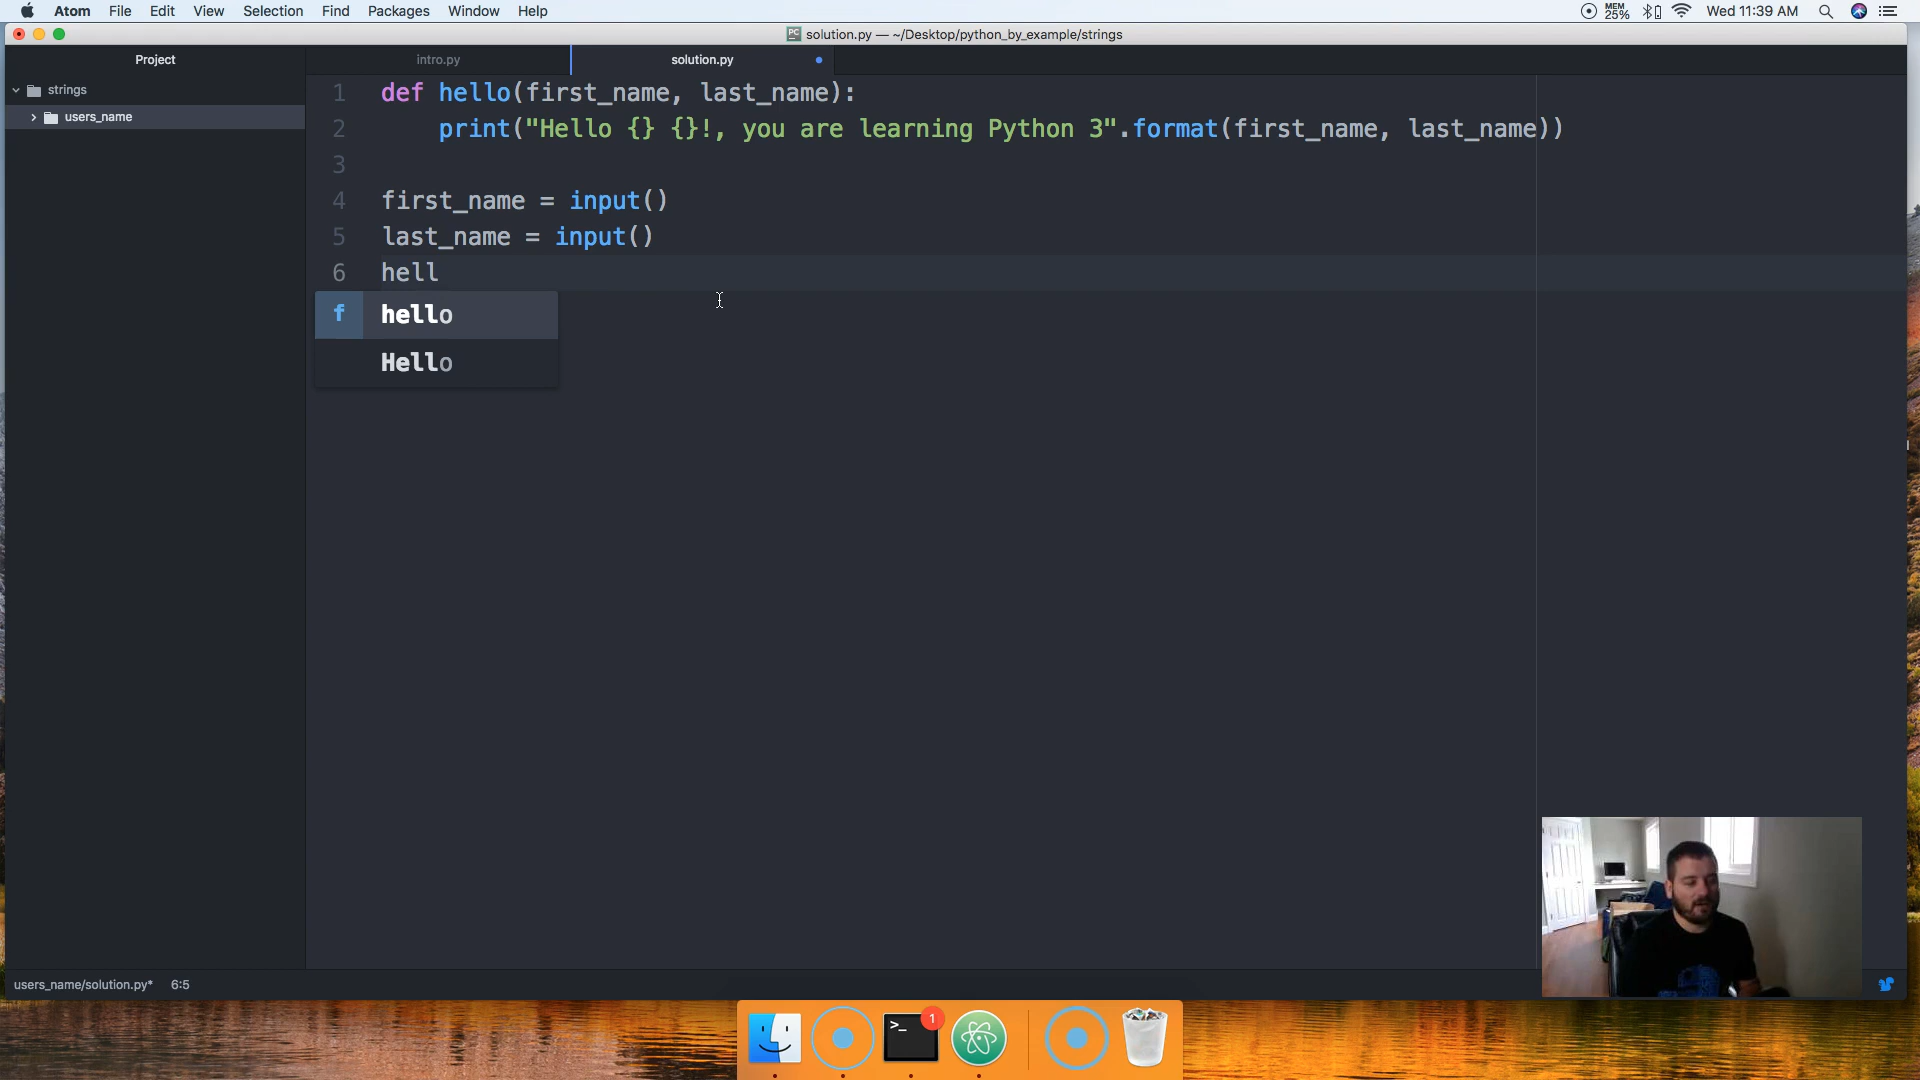 Atom File Edit View Selection Find Packages Window Help MEM 25% Wed 11:39 AM
solution.py — ~/Desktop/python_by_example/strings
Project intro.py solution.py
strings
users_name
1 def hello(first_name, last_name):
2 print("Hello {} {}!, you are learning Python 3".format(first_name, last_name))
3
4 first_name = input()
5 last_name = input()
6 hell
f hello
Hello
users_name/solution.py* 6:5
>_ 1